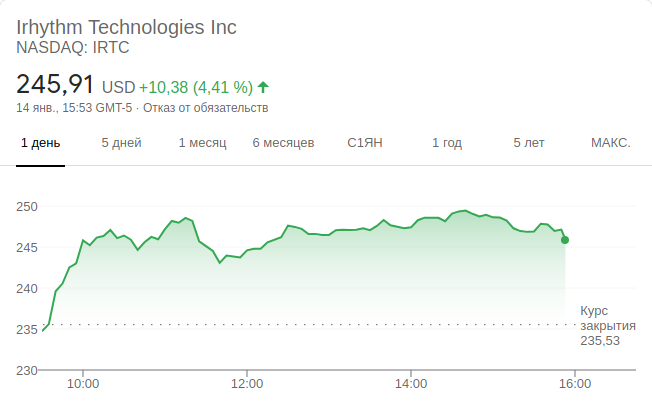 Irhythm Technologies Inc
NASDAQ: IRTC
245,91 USD +10,38 (4,41 %)
14 янв., 15:53 GMT-5 · Отказ от обязательств
1 день 5 дней 1 месяц 6 месяцев С1ЯН 1 год 5 лет МАКС.
250
245
240
235
230
Курс
закрытия
235,53
10:00 12:00 14:00 16:00